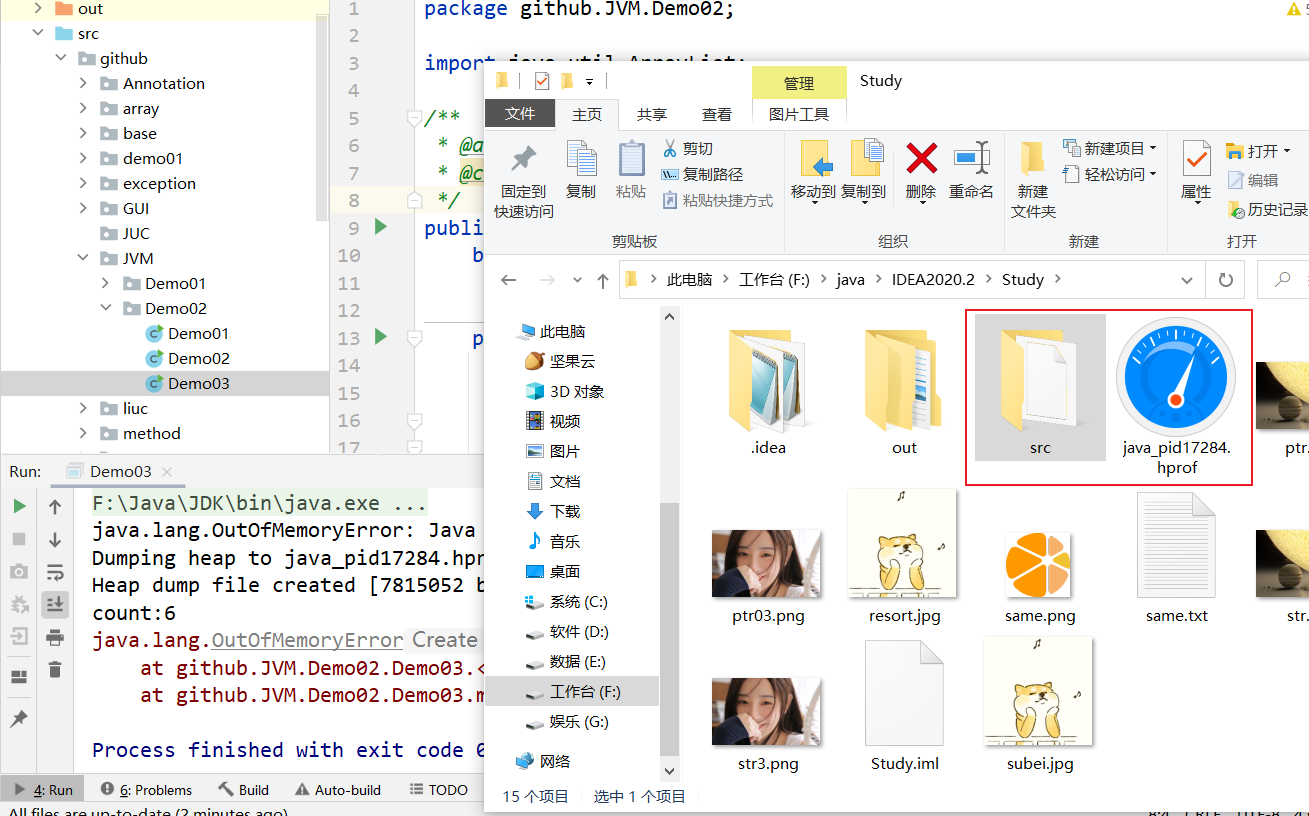 out
src
github
Annotation
array
base
demo01
exception
GUI
JUC
JVM
Demo01
Demo02
Demo01
Demo02
Demo03
liuc
method
1 package github.JVM.Demo02;
2
3 import java.util.ArrayList;
4
5 /**
6 * @a
7 * @c
8 */
9 publi
10 b
11
12
13 p
14
15
16
17
Run: Demo03
F:\Java\JDK\bin\java.exe ...
java.lang.OutOfMemoryError: Java
Dumping heap to java_pid17284.hpr
Heap dump file created [7815052 b
count:6
java.lang.OutOfMemoryError Create
at github.JVM.Demo02.Demo03.<
at github.JVM.Demo02.Demo03.m
Process finished with exit code 0
4: Run 6: Problems Build Auto-build TODO
All files are up-to-date (2 minutes ago)
管理 Study
文件 主页 共享 查看 图片工具
固定到
快速访问
复制
粘贴
剪切
复制路径
粘贴快捷方式
剪贴板
移动到 复制到 删除 重命名
组织
新建
文件夹
新建项目
轻松访问
新建
属性
打开
编辑
历史记录
打开
此电脑 工作台 (F:) java IDEA2020.2 Study
此电脑
坚果云
3D 对象
视频
图片
文档
下载
音乐
桌面
系统 (C:)
软件 (D:)
数据 (E:)
工作台 (F:)
娱乐 (G:)
网络
.idea out src java_pid17284.
hprof
ptr.
ptr03.png resort.jpg same.png same.txt str.
str3.png Study.iml subei.jpg
15 个项目 选中 1 个项目